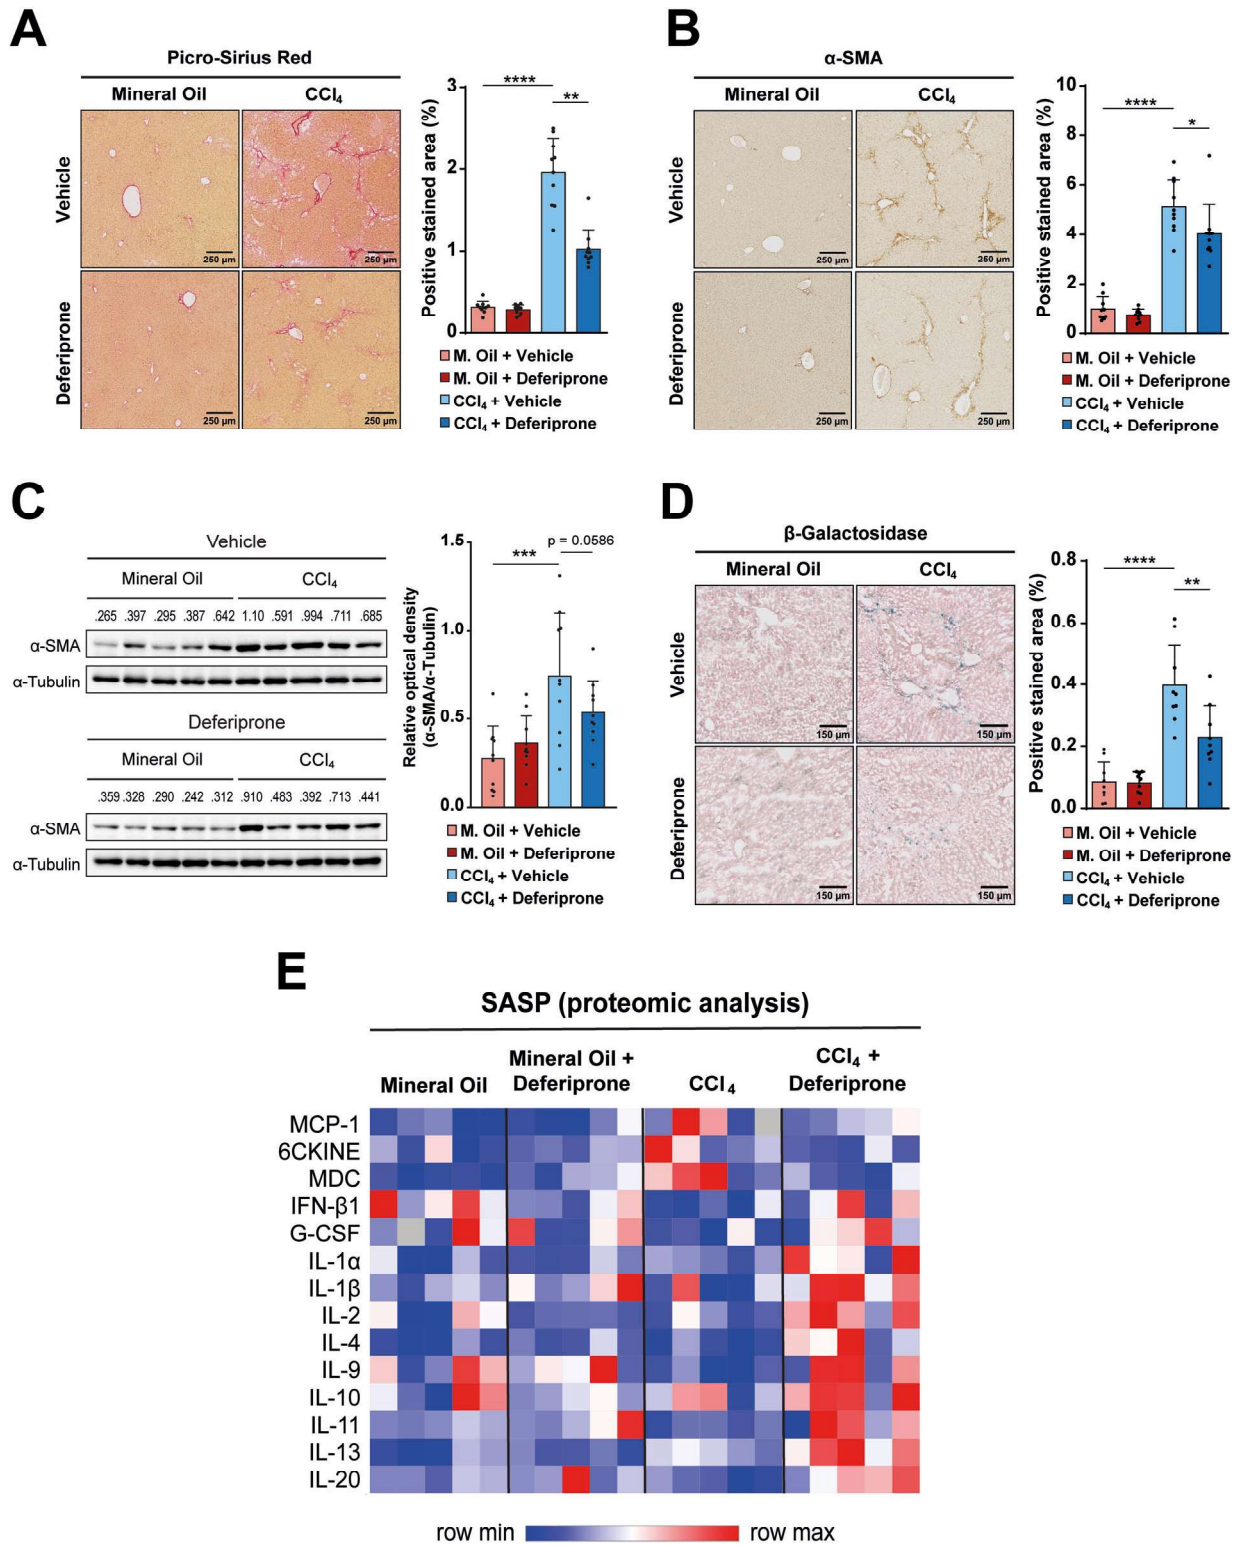 A
Picro-Sirius Red
Mineral Oil
CCl₄
Vehicle
250 µm
250 µm
Deferiprone
250 µm
250 µm
Positive stained area (%)
3
2
1
0
****
**
M. Oil + Vehicle
M. Oil + Deferiprone
CCl₄ + Vehicle
CCl₄ + Deferiprone
B
α-SMA
Mineral Oil
CCl₄
Vehicle
250 µm
250 µm
Deferiprone
250 µm
250 µm
Positive stained area (%)
10
8
6
4
2
0
****
*
M. Oil + Vehicle
M. Oil + Deferiprone
CCl₄ + Vehicle
CCl₄ + Deferiprone
C
Vehicle
Mineral Oil
CCl₄
.265 .397 .295 .387 .642 1.10 .591 .994 .711 .685
α-SMA
α-Tubulin
Deferiprone
Mineral Oil
CCl₄
.359 .328 .290 .242 .312 .910 .483 .392 .713 .441
α-SMA
α-Tubulin
Relative optical density
(α-SMA/α-Tubulin)
1.5
1.0
0.5
0.0
***
p = 0.0586
M. Oil + Vehicle
M. Oil + Deferiprone
CCl₄ + Vehicle
CCl₄ + Deferiprone
D
β-Galactosidase
Mineral Oil
CCl₄
Vehicle
150 µm
150 µm
Deferiprone
150 µm
150 µm
Positive stained area (%)
0.8
0.6
0.4
0.2
0.0
****
**
M. Oil + Vehicle
M. Oil + Deferiprone
CCl₄ + Vehicle
CCl₄ + Deferiprone
E
SASP (proteomic analysis)
Mineral Oil
Mineral Oil +
Deferiprone
CCl₄
CCl₄ +
Deferiprone
MCP-1
6CKINE
MDC
IFN-β1
G-CSF
IL-1α
IL-1β
IL-2
IL-4
IL-9
IL-10
IL-11
IL-13
IL-20
row min
row max